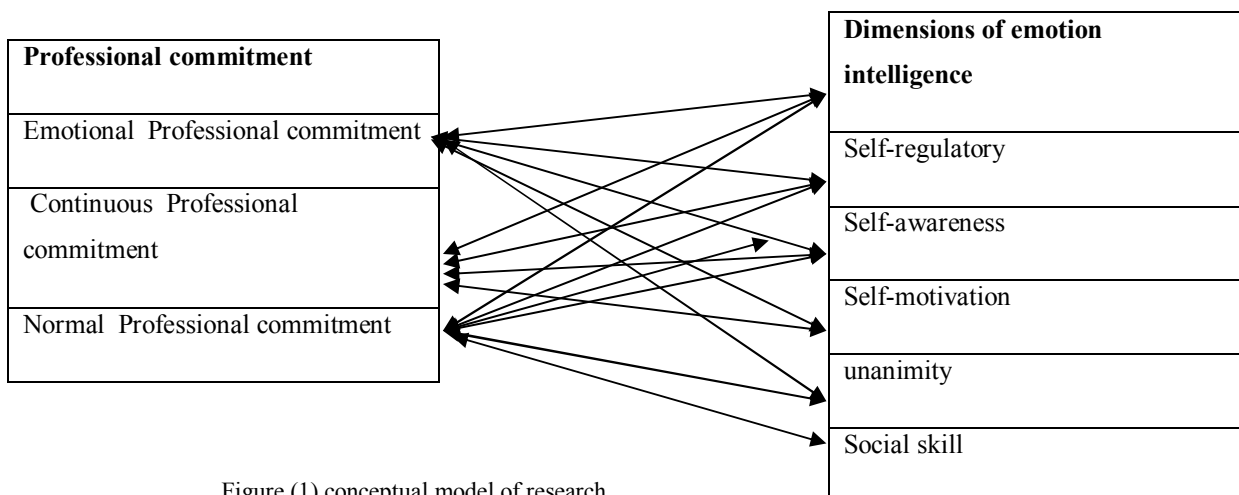 Professional commitment
Emotional Professional commitment
Continuous Professional
commitment
Normal Professional commitment
Dimensions of emotion
intelligence
Self-regulatory
Self-awareness
Self-motivation
unanimity
Social skill
Figure (1) conceptual model of research